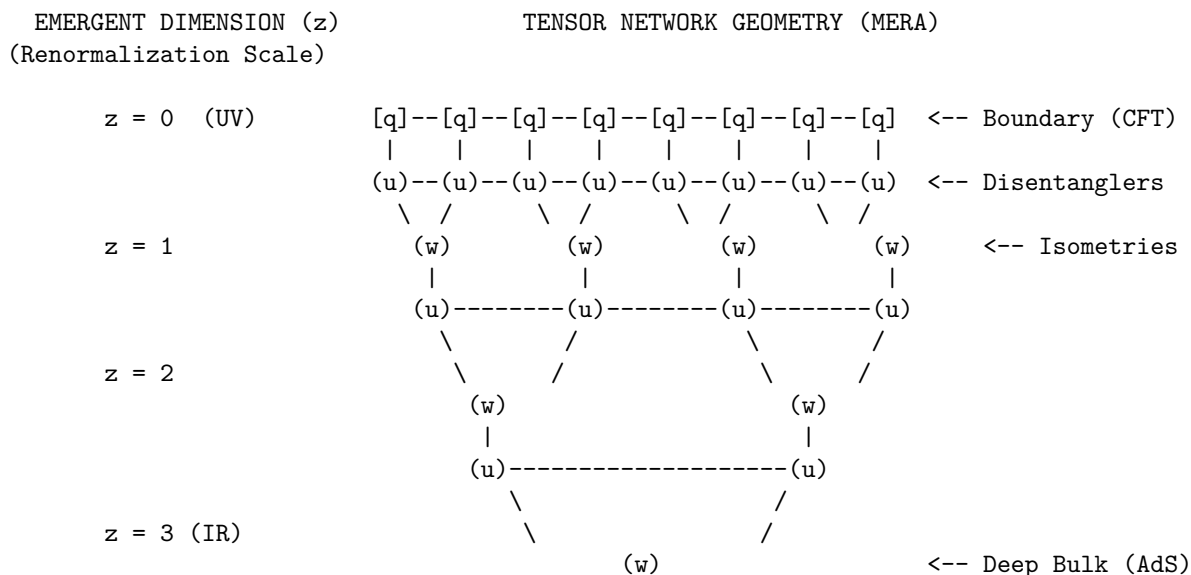 EMERGENT DIMENSION (z)              TENSOR NETWORK GEOMETRY (MERA)
(Renormalization Scale)
z = 0  (UV)        [q]--[q]--[q]--[q]--[q]--[q]--[q]--[q]  <-- Boundary (CFT)
|    |    |    |    |    |    |    |
(u)--(u)--(u)--(u)--(u)--(u)--(u)--(u)  <-- Disentanglers
\  /      \  /      \  /      \  /
z = 1                 (w)        (w)        (w)        (w)     <-- Isometries
|          |          |          |
(u)--------(u)--------(u)--------(u)
\        /            \        /
z = 2                    \      /              \      /
(w)                    (w)
|                      |
(u)--------------------(u)
\                  /
z = 3 (IR)                    \                /
(w)                   <-- Deep Bulk (AdS)